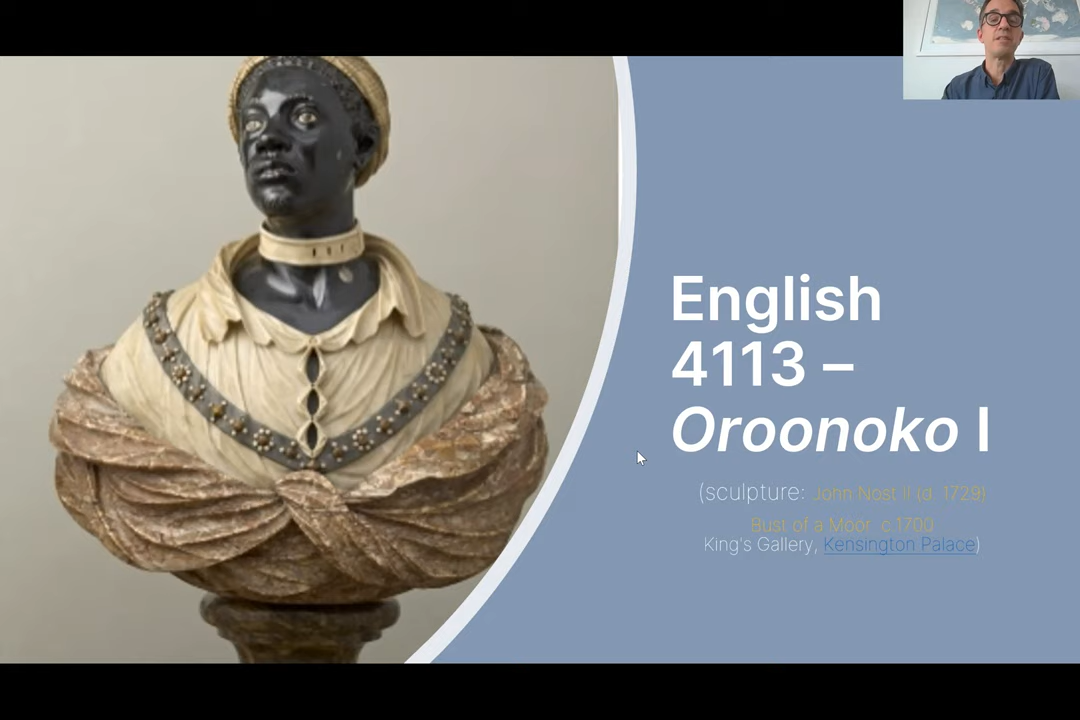 English
4113 –
Oroonoko I
(sculpture: John Nost II (d. 1729)
Bust of a Moor c.1700
King's Gallery, Kensington Palace)